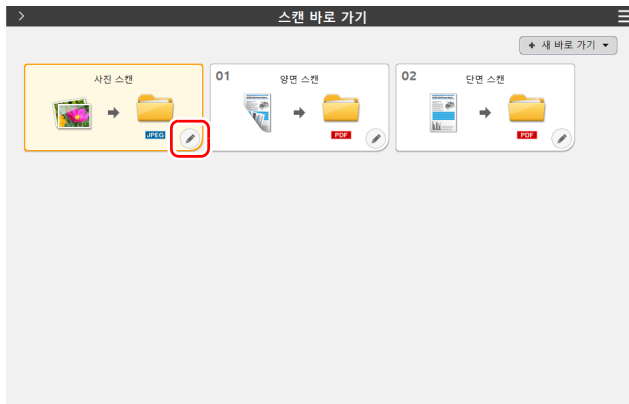 스캔 바로 가기
+ 새 바로 가기
사진 스캔
JPEG
01 양면 스캔
PDF
02 단면 스캔
PDF